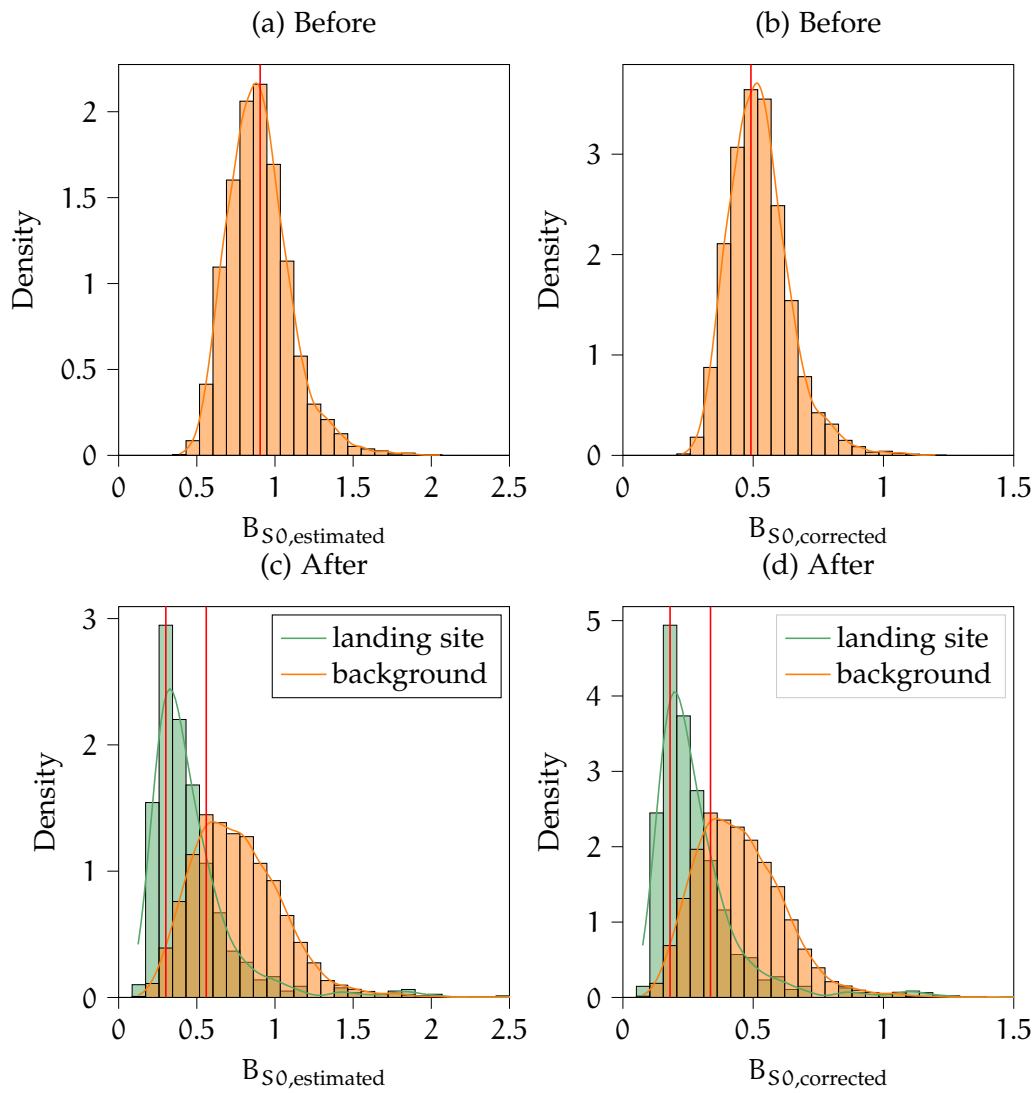 (a) Before
2
1.5
1
0.5
0
Density
0 0.5 1 1.5 2 2.5
B_S0,estimated
(b) Before
3
2
1
0
Density
0 0.5 1 1.5
B_S0,corrected
(c) After
3
2
1
0
Density
landing site
background
0 0.5 1 1.5 2 2.5
B_S0,estimated
(d) After
5
4
3
2
1
0
Density
landing site
background
0 0.5 1 1.5
B_S0,corrected